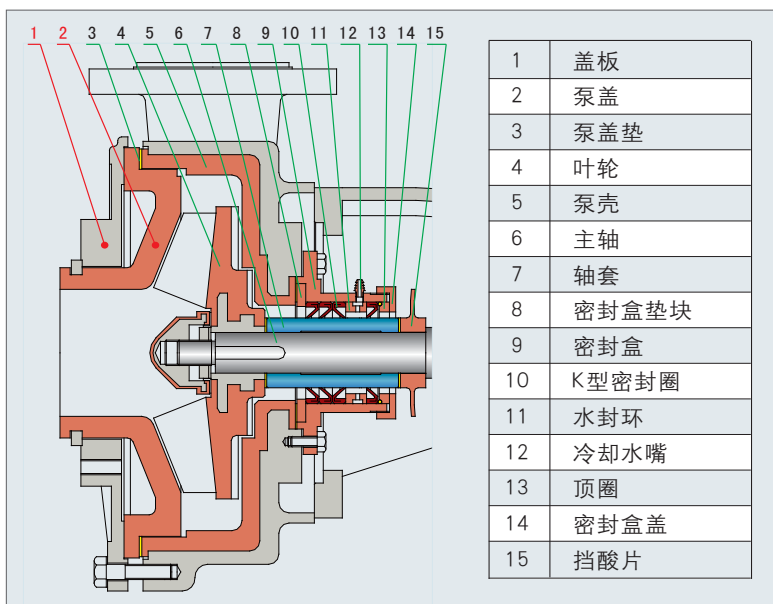 1 2 3 4 5 6 7 8 9 10 11 12 13 14 15
1 盖板
2 泵盖
3 泵盖垫
4 叶轮
5 泵壳
6 主轴
7 轴套
8 密封盒垫块
9 密封盒
10 K型密封圈
11 水封环
12 冷却水嘴
13 顶圈
14 密封盒盖
15 挡酸片